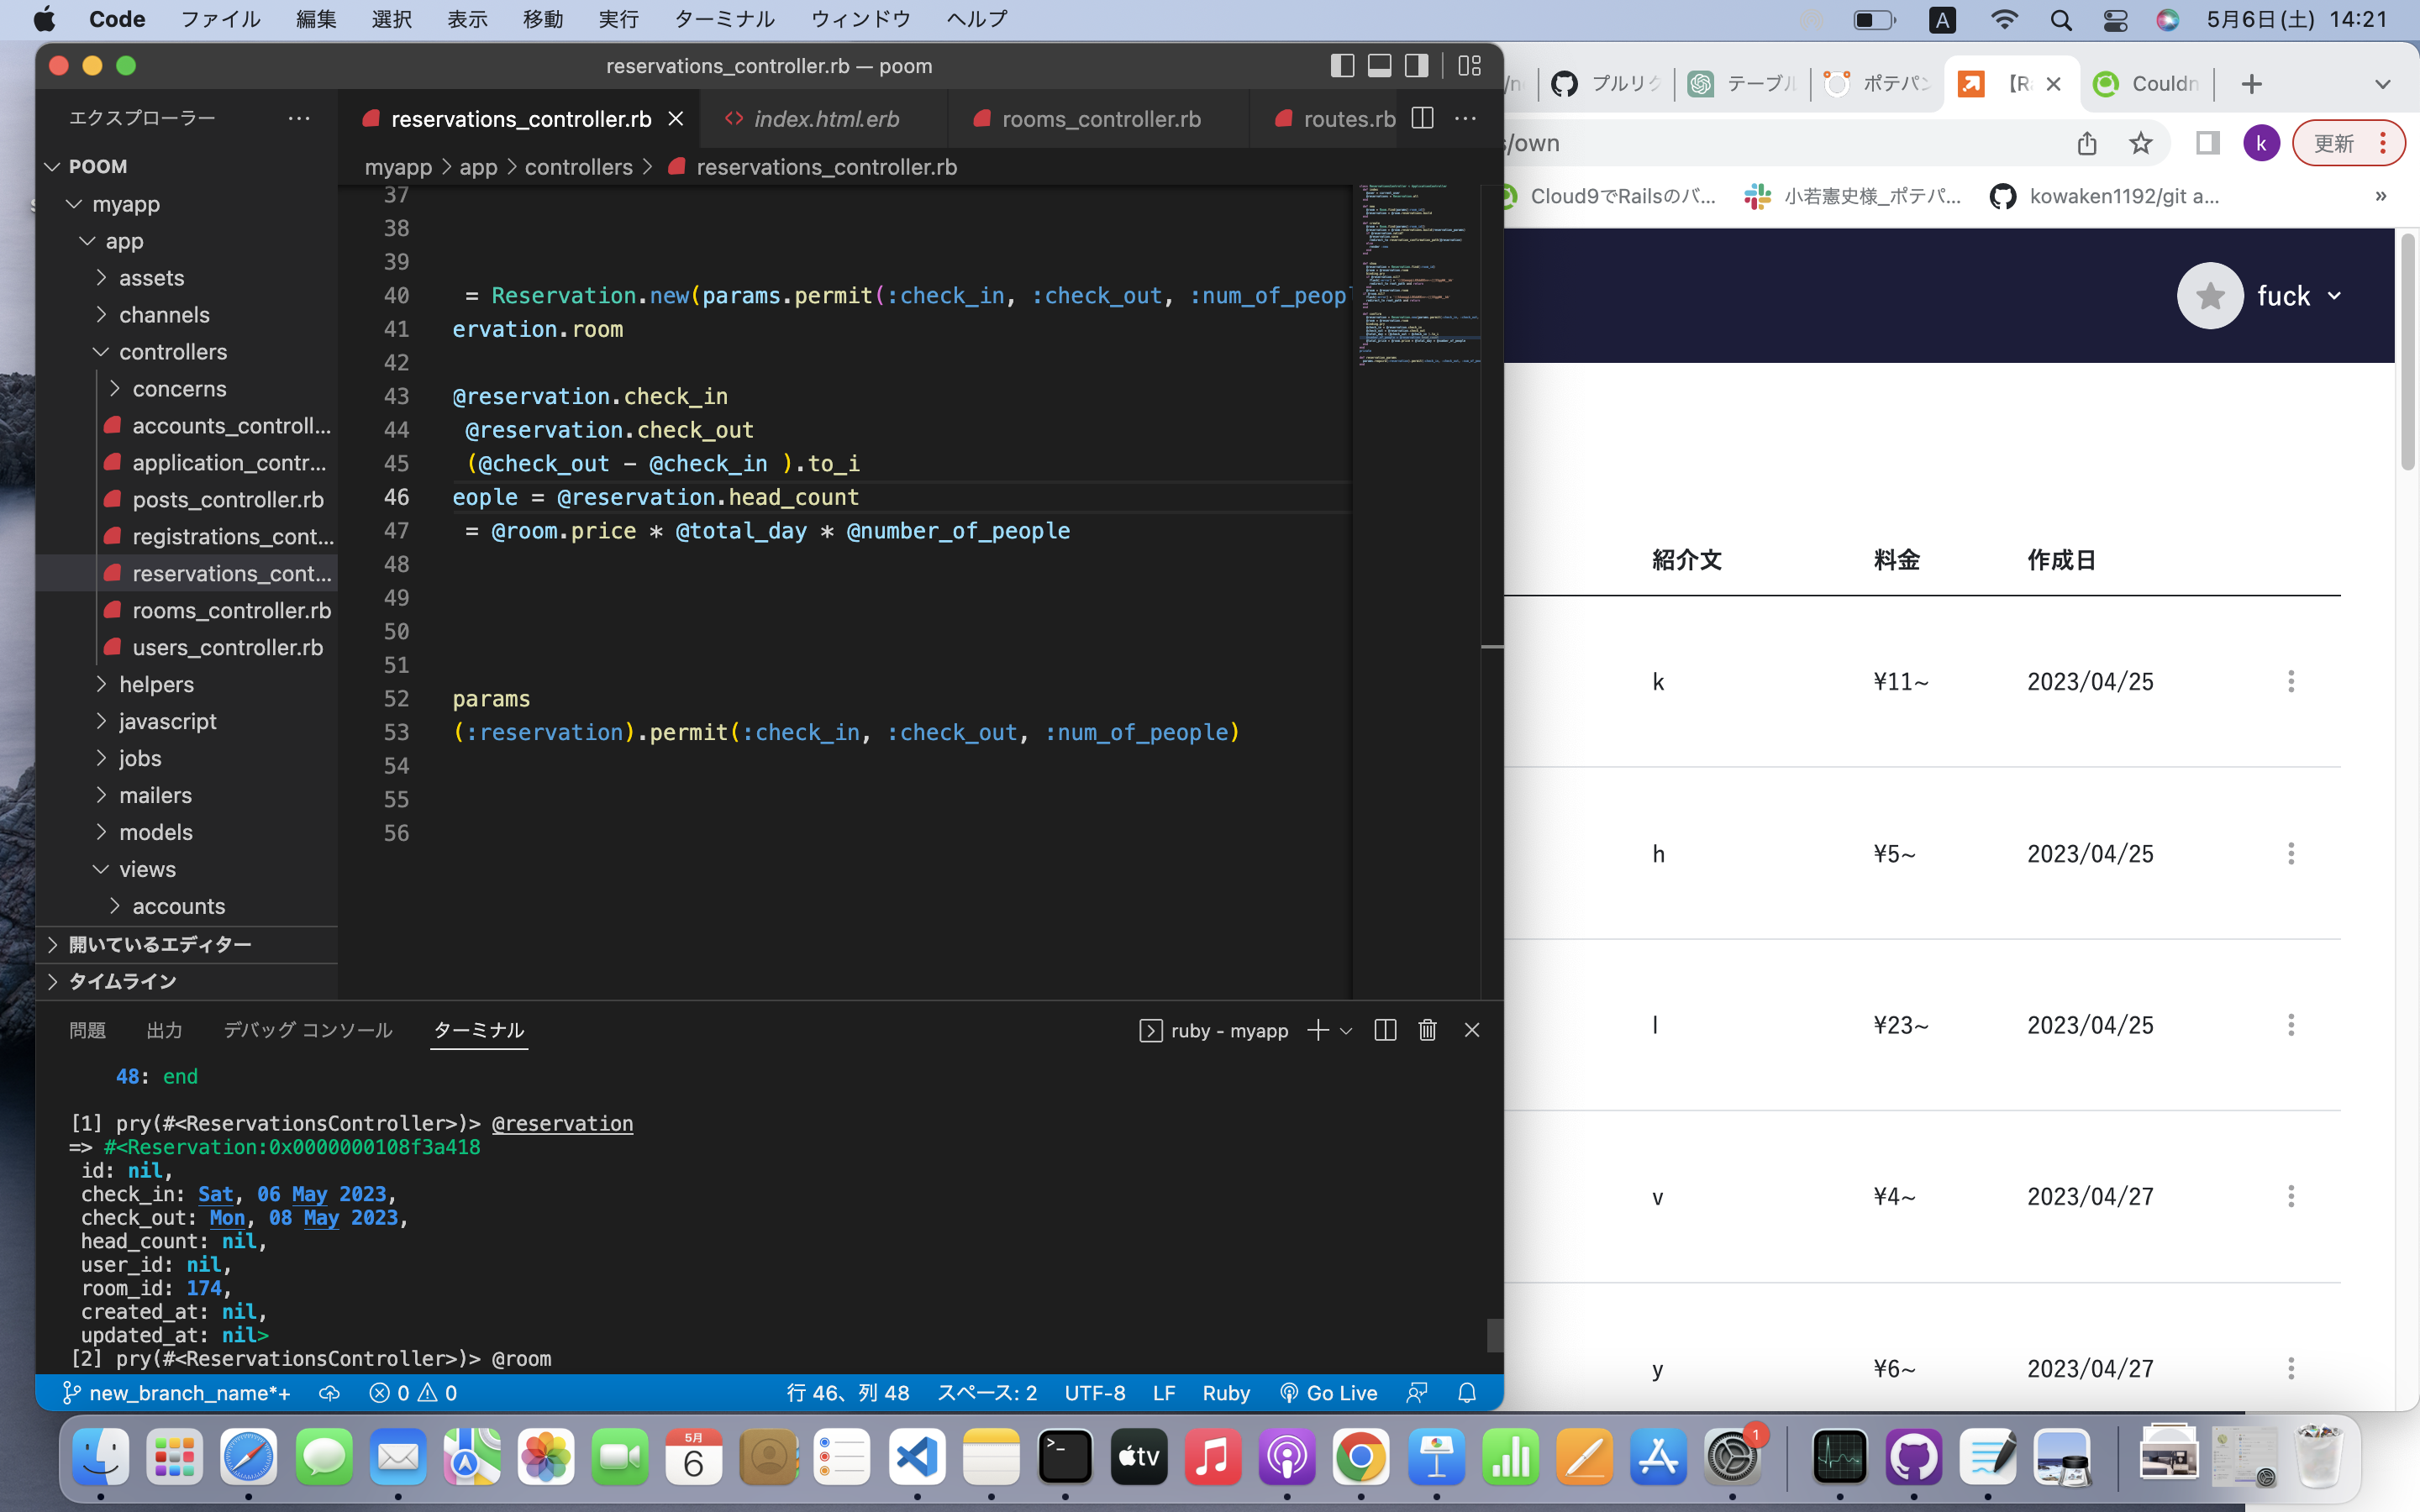 Code ファイル 編集 選択 表示 移動 実行 ターミナル ウィンドウ ヘルプ A 5月6日(土) 14:21
reservations_controller.rb — poom
エクスプローラー
POOM
myapp
app
assets
channels
controllers
concerns
accounts_controll...
application_contr...
posts_controller.rb
registrations_cont...
reservations_cont...
rooms_controller.rb
users_controller.rb
helpers
javascript
jobs
mailers
models
views
accounts
開いているエディター
タイムライン
reservations_controller.rb index.html.erb rooms_controller.rb routes.rb
myapp > app > controllers > reservations_controller.rb
37
38
39
40 = Reservation.new(params.permit(:check_in, :check_out, :num_of_peop
41 ervation.room
42
43 @reservation.check_in
44 @reservation.check_out
45 (@check_out - @check_in ).to_i
46 eople = @reservation.head_count
47 = @room.price * @total_day * @number_of_people
48
49
50
51
52 params
53 (:reservation).permit(:check_in, :check_out, :num_of_people)
54
55
56
問題 出力 デバッグ コンソール ターミナル ruby - myapp
48: end
[1] pry(#<ReservationsController>)> @reservation
=> #<Reservation:0x0000000108f3a418
id: nil,
check_in: Sat, 06 May 2023,
check_out: Mon, 08 May 2023,
head_count: nil,
user_id: nil,
room_id: 174,
created_at: nil,
updated_at: nil>
[2] pry(#<ReservationsController>)> @room
new_branch_name*+ 0 0 行 46、列 48 スペース: 2 UTF-8 LF Ruby Go Live
プルリク テーブル ポテパン 【R Couldn
/own k 更新
Cloud9でRailsのバ... 小若憲史様_ポテパ... kowaken1192/git a... »
fuck
紹介文 料金 作成日
k ¥11~ 2023/04/25
h ¥5~ 2023/04/25
l ¥23~ 2023/04/25
v ¥4~ 2023/04/27
y ¥6~ 2023/04/27
5月
6
tv
1